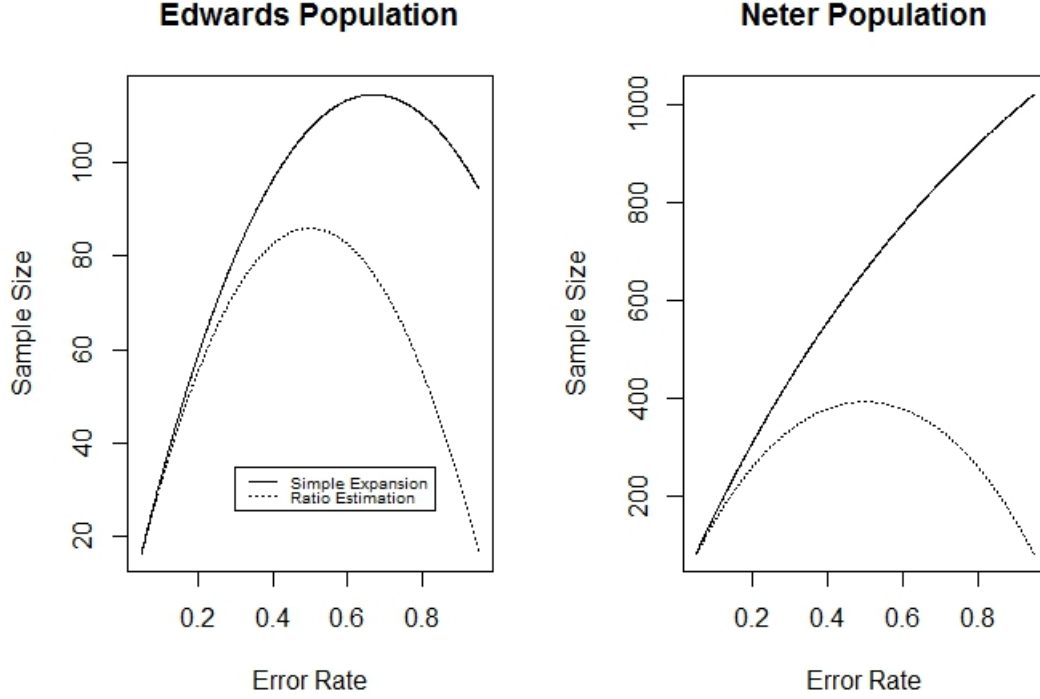 Edwards Population
Sample Size
100
80
60
40
20
Simple Expansion
Ratio Estimation
0.2 0.4 0.6 0.8
Error Rate
Neter Population
Sample Size
1000
800
600
400
200
0.2 0.4 0.6 0.8
Error Rate